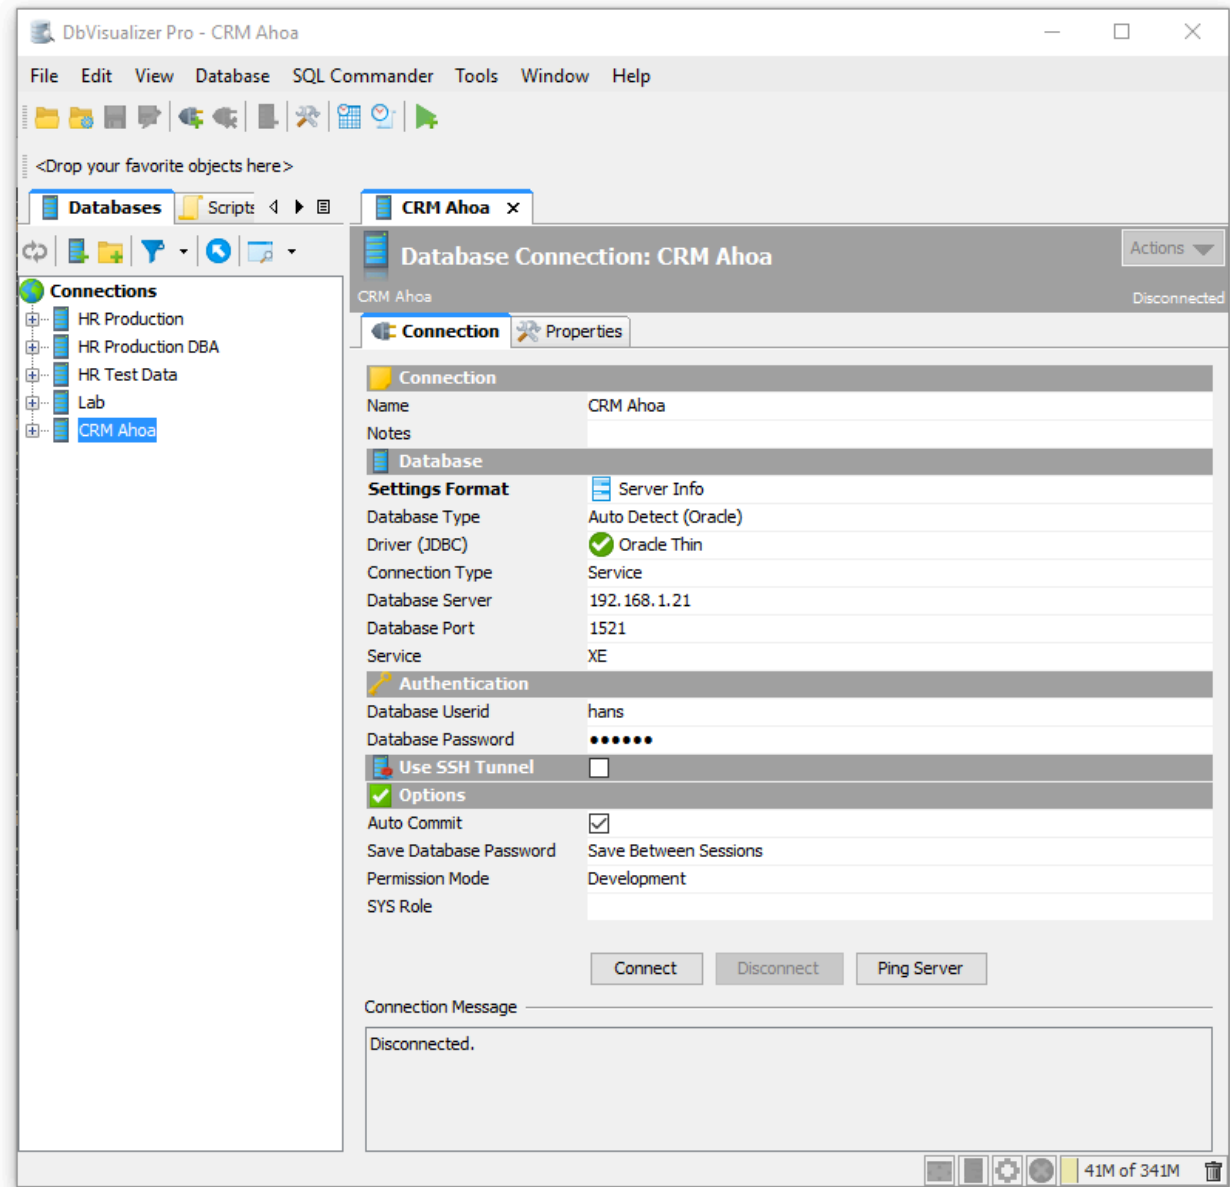 DbVisualizer Pro - CRM Ahoa
File Edit View Database SQL Commander Tools Window Help
<Drop your favorite objects here>
Databases Scripts
CRM Ahoa
Database Connection: CRM Ahoa
Actions
CRM Ahoa
Disconnected
Connections
HR Production
HR Production DBA
HR Test Data
Lab
CRM Ahoa
Connection Properties
Connection
Name CRM Ahoa
Notes
Database
Settings Format Server Info
Database Type Auto Detect (Oracle)
Driver (JDBC) Oracle Thin
Connection Type Service
Database Server 192.168.1.21
Database Port 1521
Service XE
Authentication
Database Userid hans
Database Password ●●●●●●
Use SSH Tunnel
Options
Auto Commit
Save Database Password Save Between Sessions
Permission Mode Development
SYS Role
Connect Disconnect Ping Server
Connection Message
Disconnected.
41M of 341M